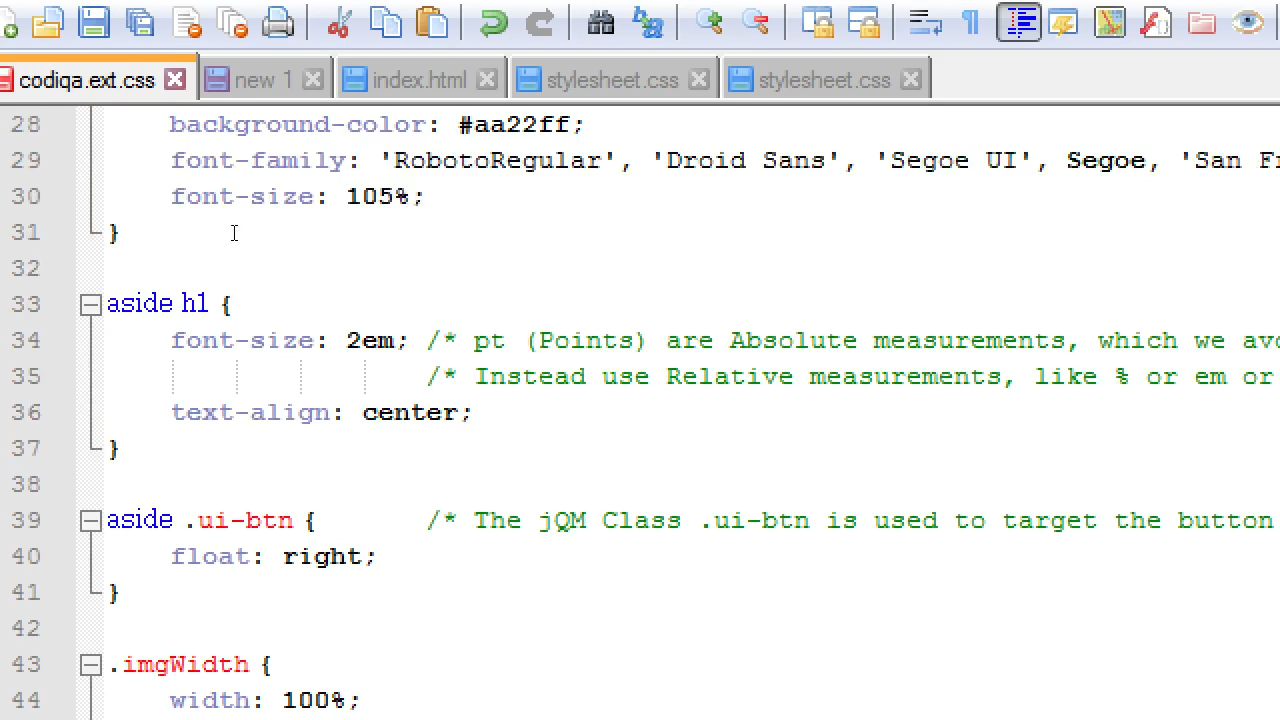 codiqa.ext.css new 1 index.html stylesheet.css stylesheet.css
28 background-color: #aa22ff;
29 font-family: 'RobotoRegular', 'Droid Sans', 'Segoe UI', Segoe, 'San Fr
30 font-size: 105%;
31 }
32
33 aside h1 {
34 font-size: 2em; /* pt (Points) are Absolute measurements, which we avo
35 /* Instead use Relative measurements, like % or em or
36 text-align: center;
37 }
38
39 aside .ui-btn { /* The jQM Class .ui-btn is used to target the button
40 float: right;
41 }
42
43 .imgWidth {
44 width: 100%;